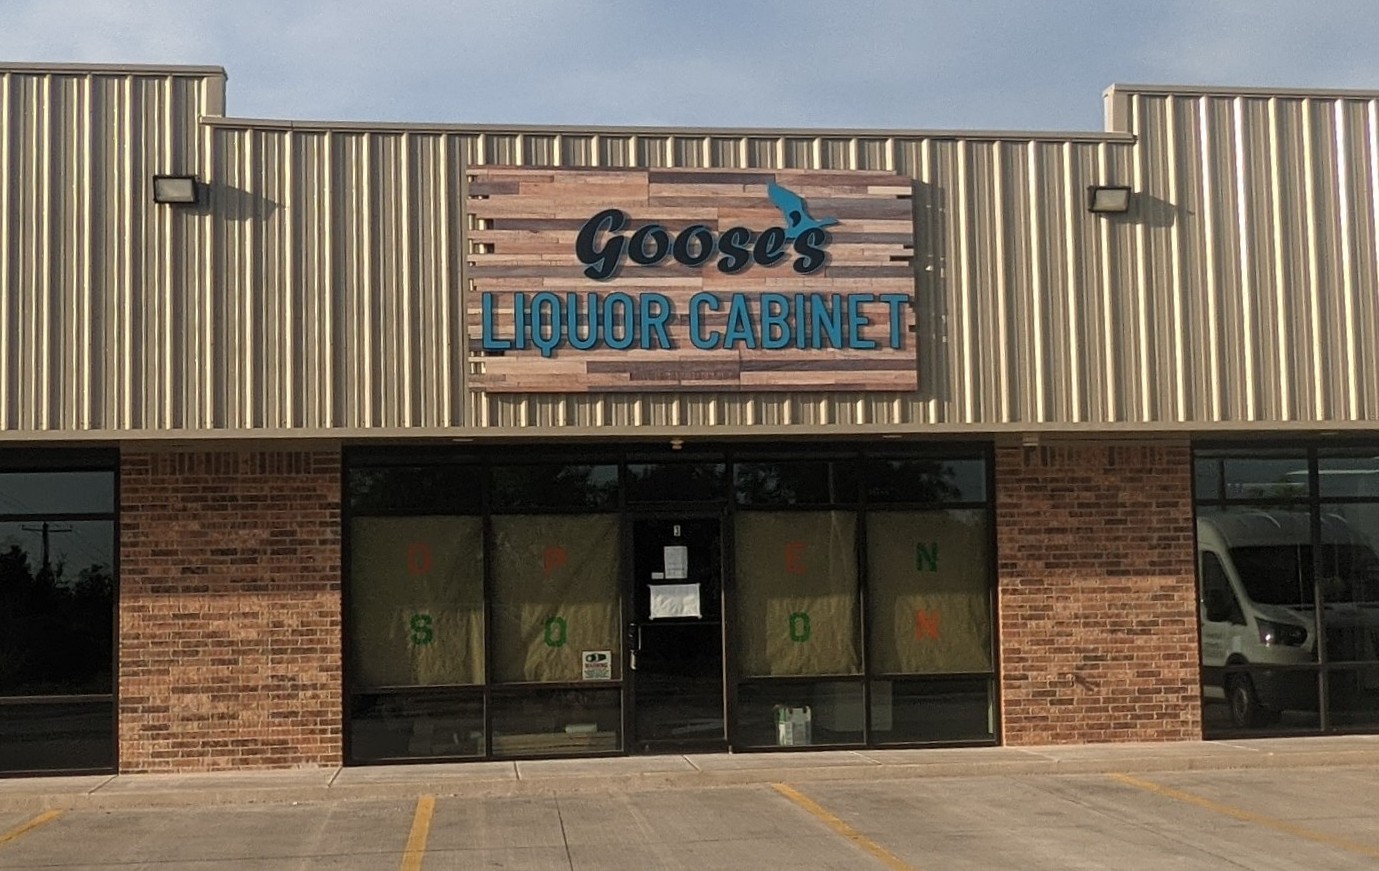 Goose's
LIQUOR CABINET
O P E N
S O O N